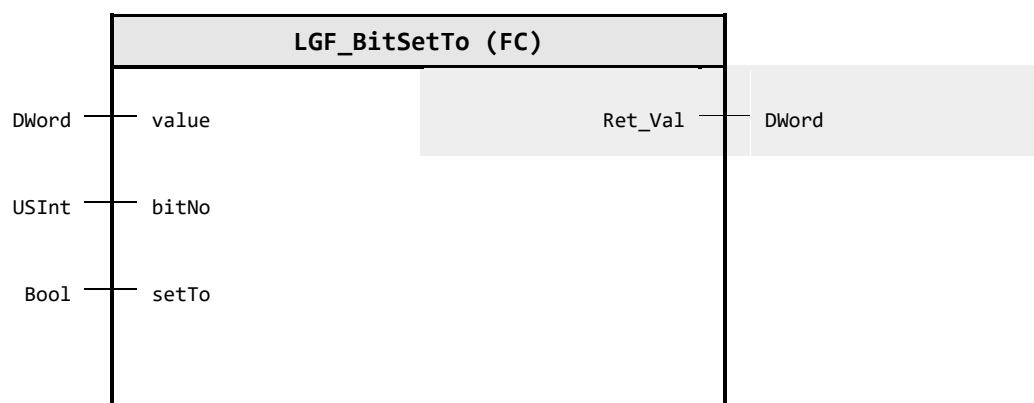 LGF_BitSetTo (FC)
DWord value Ret_Val DWord
USInt bitNo
Bool setTo